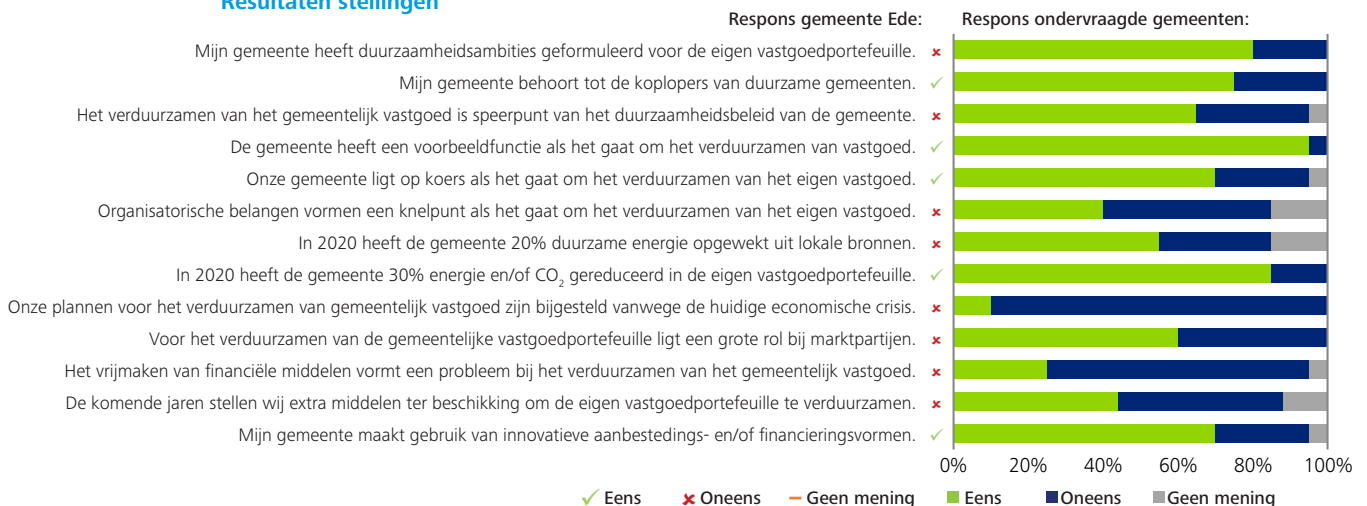 Resultaten stellingen
Respons gemeente Ede: Respons ondervraagde gemeenten:
Mijn gemeente heeft duurzaamheidsambities geformuleerd voor de eigen vastgoedportefeuille. ✗
Mijn gemeente behoort tot de koplopers van duurzame gemeenten. ✓
Het verduurzamen van het gemeentelijk vastgoed is speerpunt van het duurzaamheidsbeleid van de gemeente. ✗
De gemeente heeft een voorbeeldfunctie als het gaat om het verduurzamen van vastgoed. ✓
Onze gemeente ligt op koers als het gaat om het verduurzamen van het eigen vastgoed. ✓
Organisatorische belangen vormen een knelpunt als het gaat om het verduurzamen van het eigen vastgoed. ✗
In 2020 heeft de gemeente 20% duurzame energie opgewekt uit lokale bronnen. ✗
In 2020 heeft de gemeente 30% energie en/of CO₂ gereduceerd in de eigen vastgoedportefeuille. ✓
Onze plannen voor het verduurzamen van gemeentelijk vastgoed zijn bijgesteld vanwege de huidige economische crisis. ✗
Voor het verduurzamen van de gemeentelijke vastgoedportefeuille ligt een grote rol bij marktpartijen. ✗
Het vrijmaken van financiële middelen vormt een probleem bij het verduurzamen van het gemeentelijk vastgoed. ✗
De komende jaren stellen wij extra middelen ter beschikking om de eigen vastgoedportefeuille te verduurzamen. ✗
Mijn gemeente maakt gebruik van innovatieve aanbestedings- en/of financieringsvormen. ✓
0% 20% 40% 60% 80% 100%
✓ Eens ✗ Oneens – Geen mening Eens Oneens Geen mening